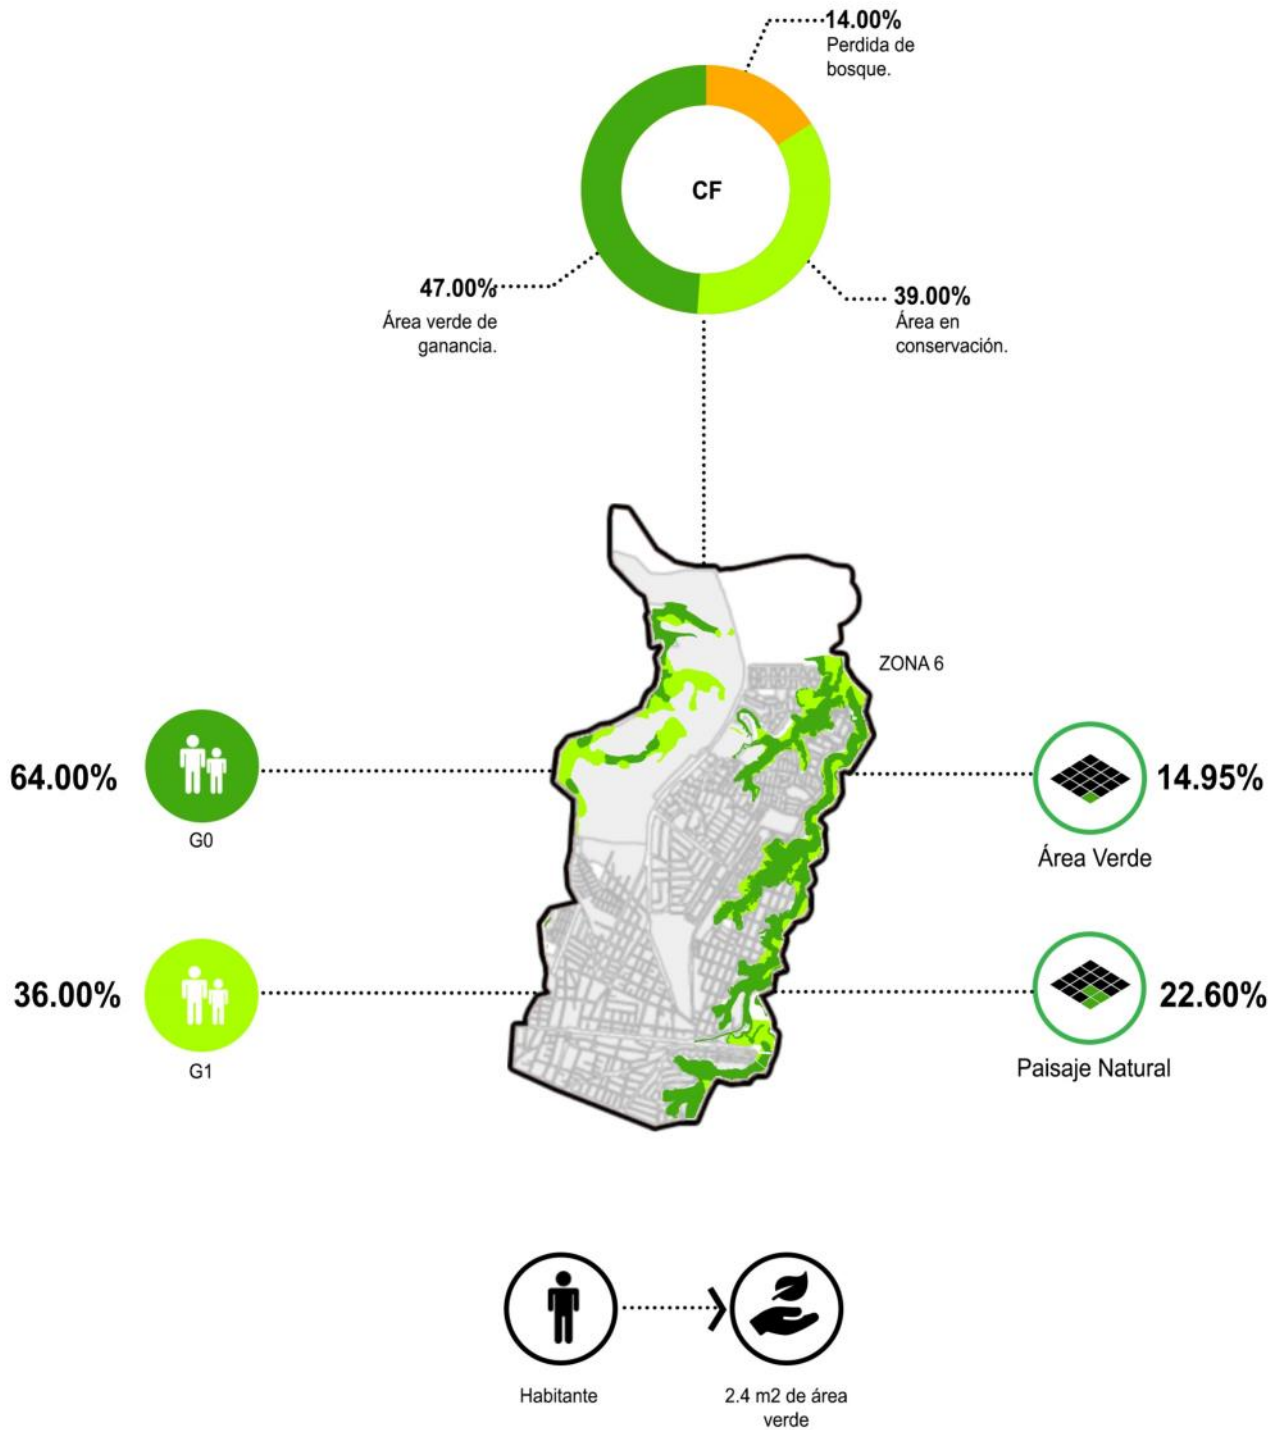 14.00%
Perdida de
bosque.
CF
47.00%
Área verde de
ganancia.
39.00%
Área en
conservación.
ZONA 6
64.00%
G0
14.95%
Área Verde
36.00%
G1
22.60%
Paisaje Natural
Habitante
2.4 m2 de área
verde